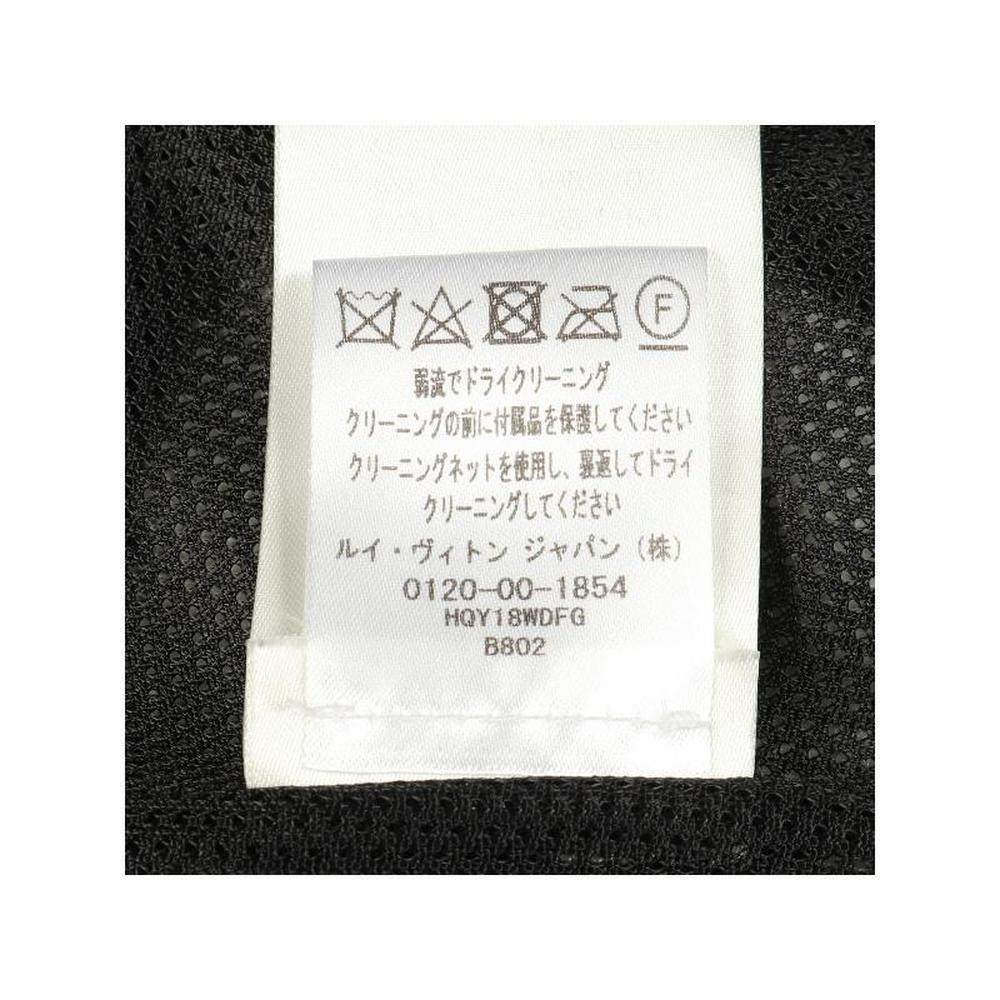 F
弱流でドライクリーニング
クリーニングの前に付属品を保護してください
クリーニングネットを使用し、裏返してドライ
クリーニングしてください
ルイ・ヴィトン ジャパン (株)
0120-00-1854
HQY18WDFG
B802